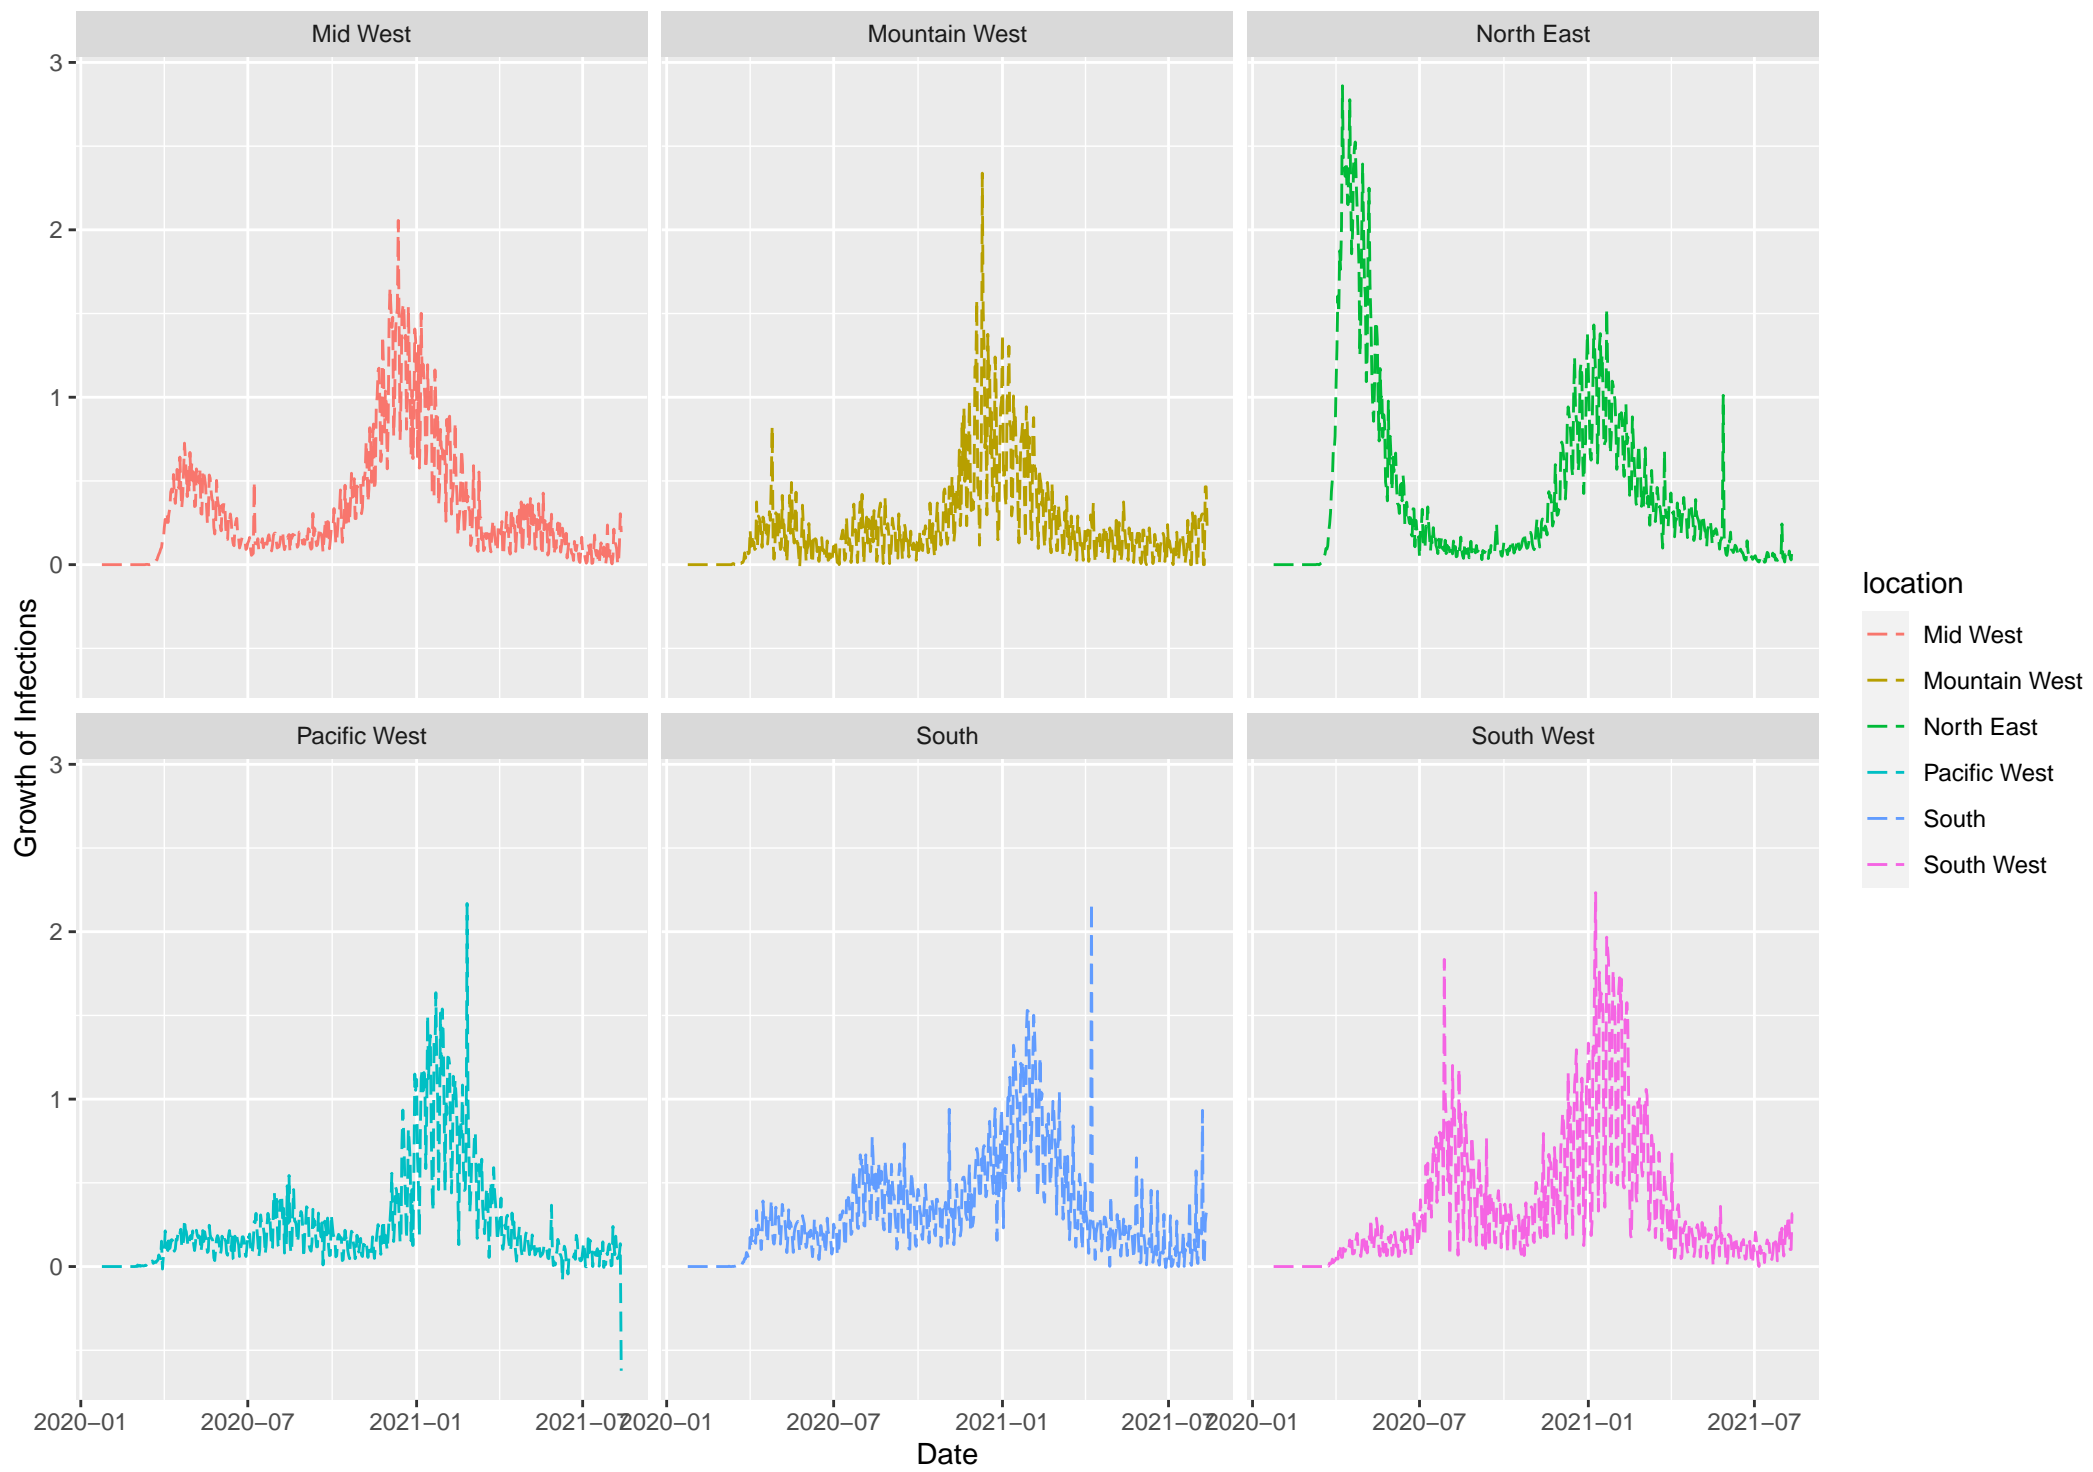 Mid West
Mountain West
North East
3
2
1
0
Pacific West
South
South West
3
2
1
0
2020–01
2020–07
2021–01
2021–07
2020–01
2020–07
2021–01
2021–07
2020–01
2020–07
2021–01
2021–07
Date
Growth of Infections
location
Mid West
Mountain West
North East
Pacific West
South
South West